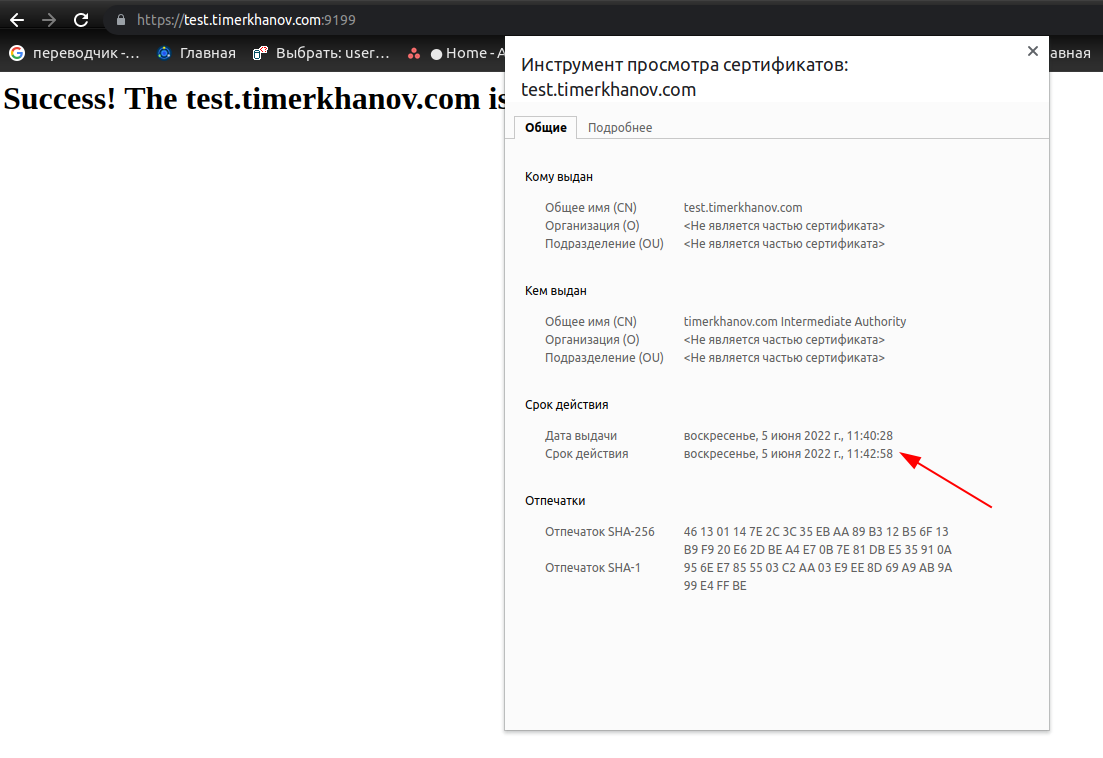 https://test.timerkhanov.com:9199
переводчик -... Главная Выбрать: user... Home - A авная
Success! The test.timerkhanov.com is
Инструмент просмотра сертификатов:
test.timerkhanov.com
Общие Подробнее
Кому выдан
Общее имя (CN) test.timerkhanov.com
Организация (O) <Не является частью сертификата>
Подразделение (OU) <Не является частью сертификата>
Кем выдан
Общее имя (CN) timerkhanov.com Intermediate Authority
Организация (O) <Не является частью сертификата>
Подразделение (OU) <Не является частью сертификата>
Срок действия
Дата выдачи воскресенье, 5 июня 2022 г., 11:40:28
Срок действия воскресенье, 5 июня 2022 г., 11:42:58
Отпечатки
Отпечаток SHA-256 46 13 01 14 7E 2C 3C 35 EB AA 89 B3 12 B5 6F 13
B9 F9 20 E6 2D BE A4 E7 0B 7E 81 DB E5 35 91 0A
Отпечаток SHA-1 95 6E E7 85 55 03 C2 AA 03 E9 EE 8D 69 A9 AB 9A
99 E4 FF BE